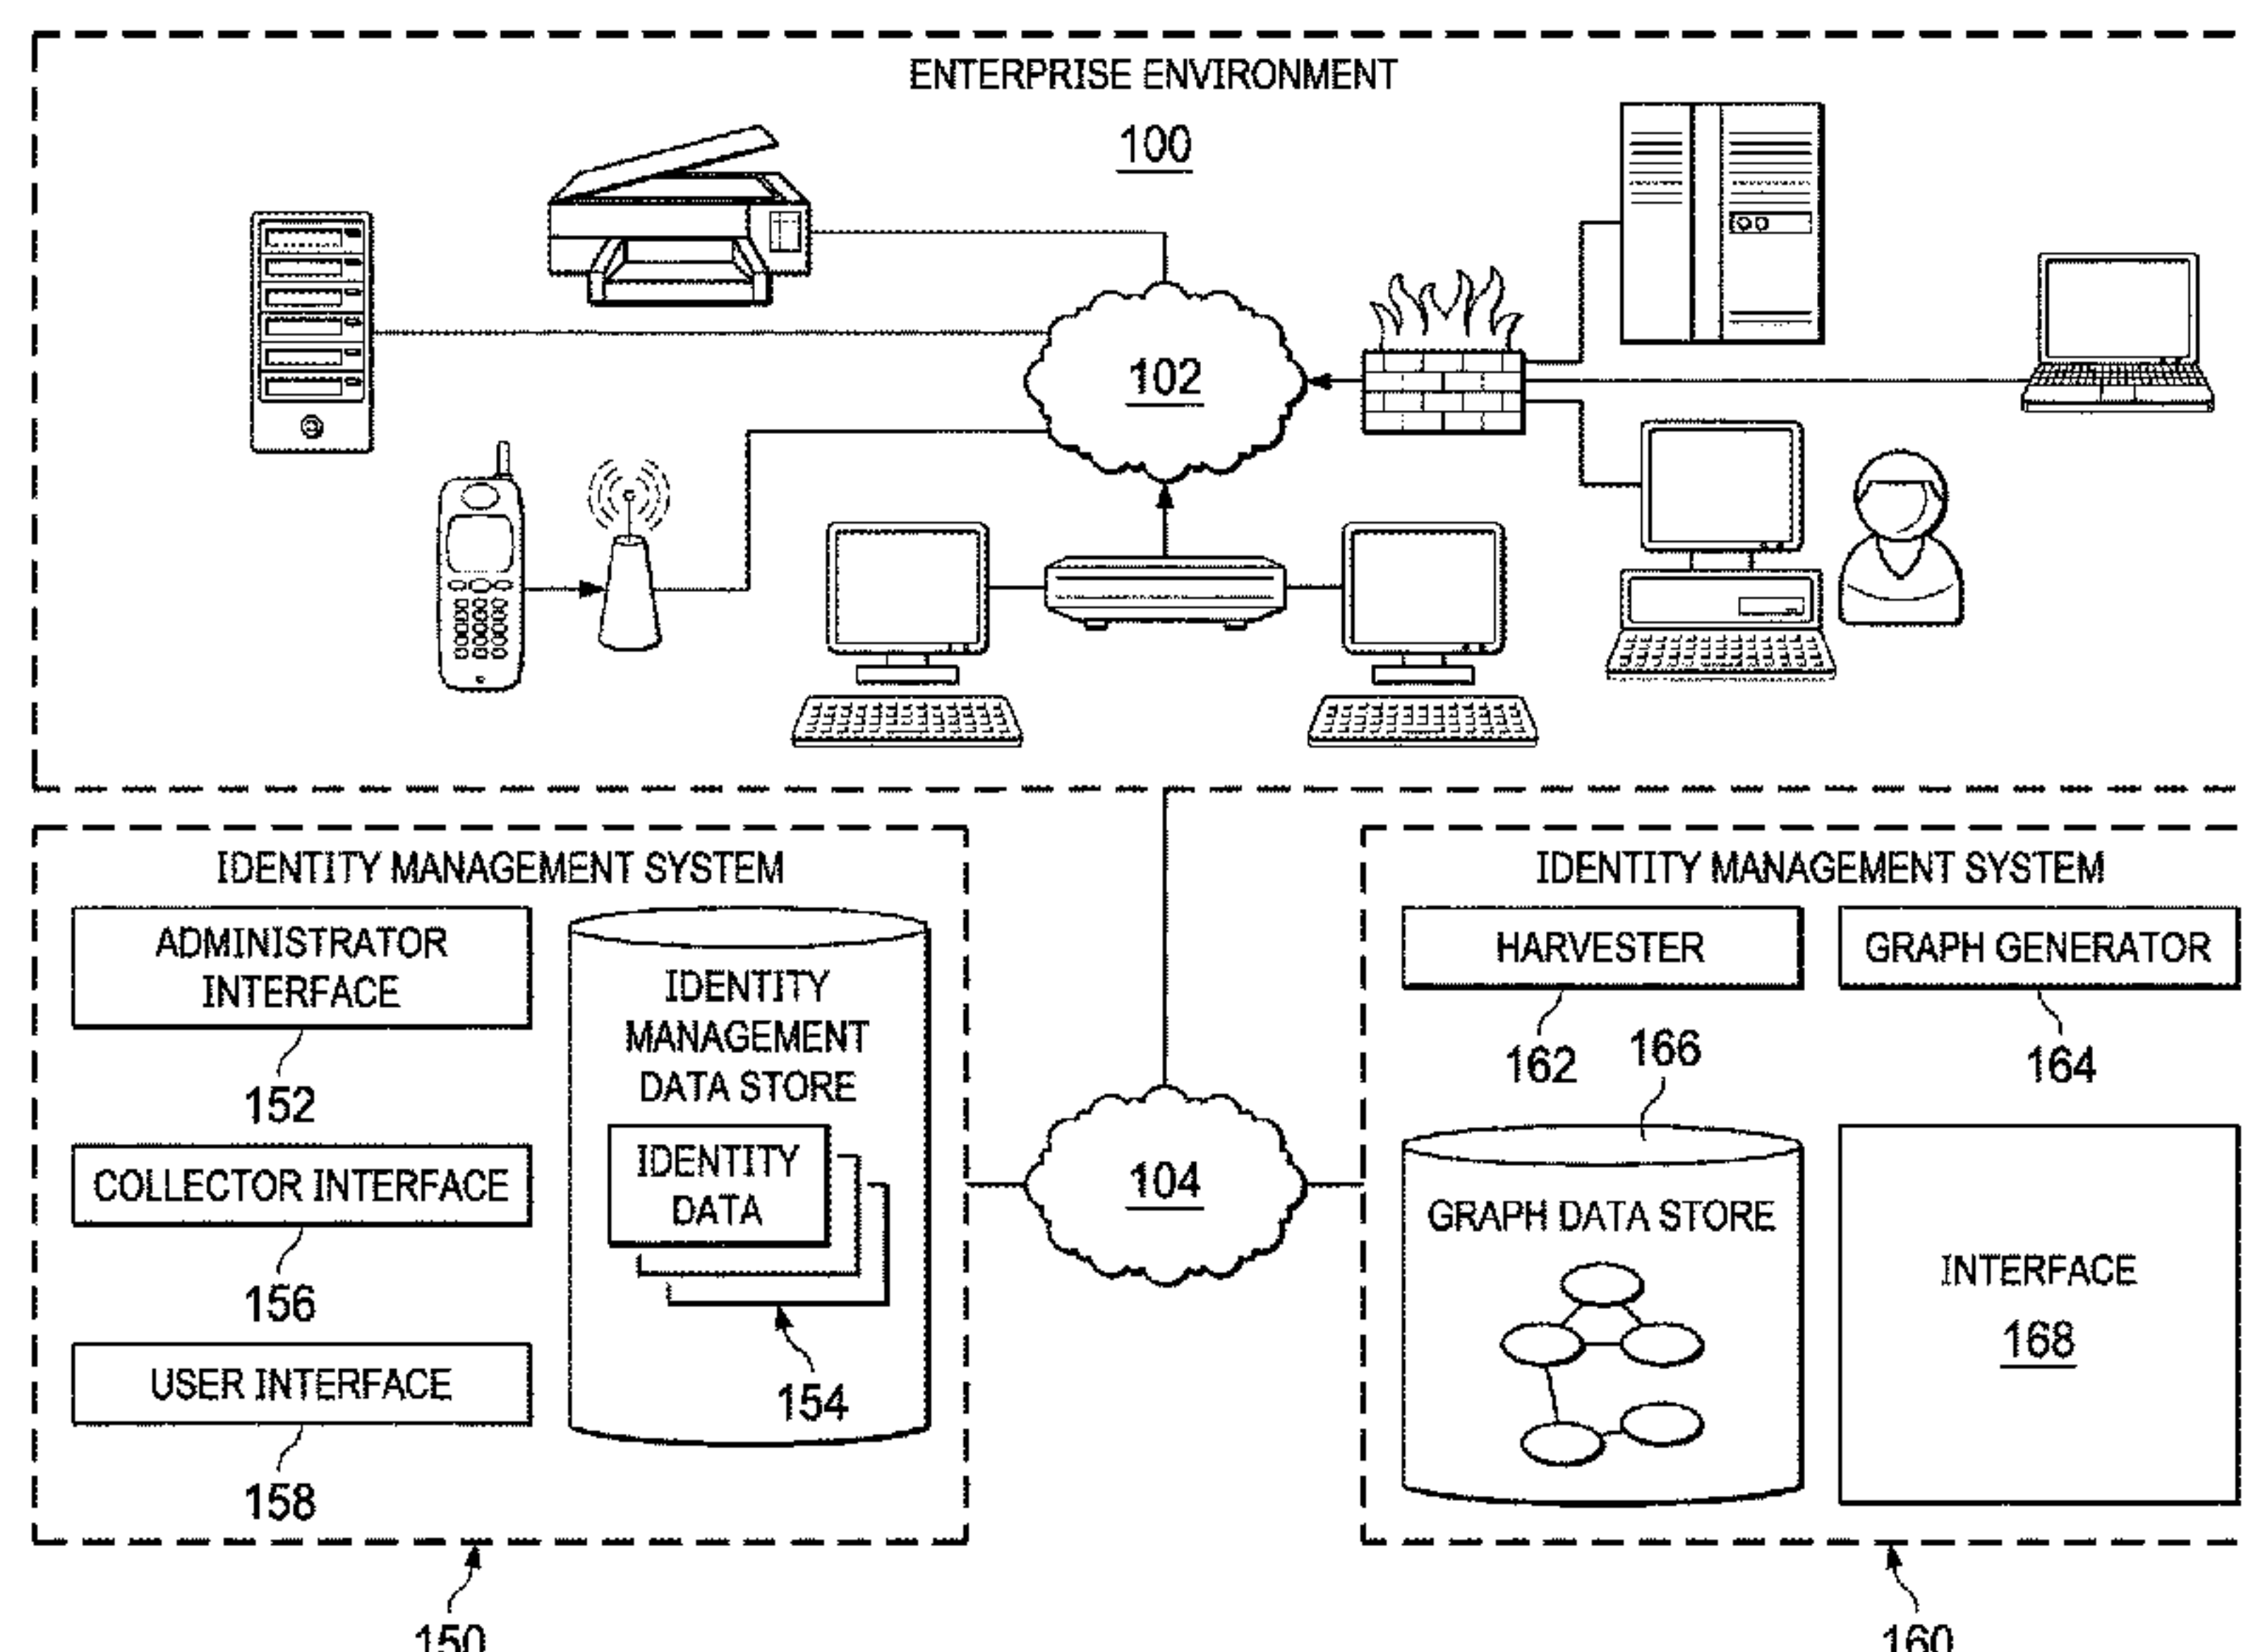 ENTERPRISE ENVIRONMENT
100
102
IDENTITY MANAGEMENT SYSTEM
ADMINISTRATOR
INTERFACE
152
COLLECTOR INTERFACE
156
USER INTERFACE
158
IDENTITY
MANAGEMENT
DATA STORE
IDENTITY
DATA
154
150
104
IDENTITY MANAGEMENT SYSTEM
HARVESTER
162
GRAPH GENERATOR
164
166
GRAPH DATA STORE
INTERFACE
168
160